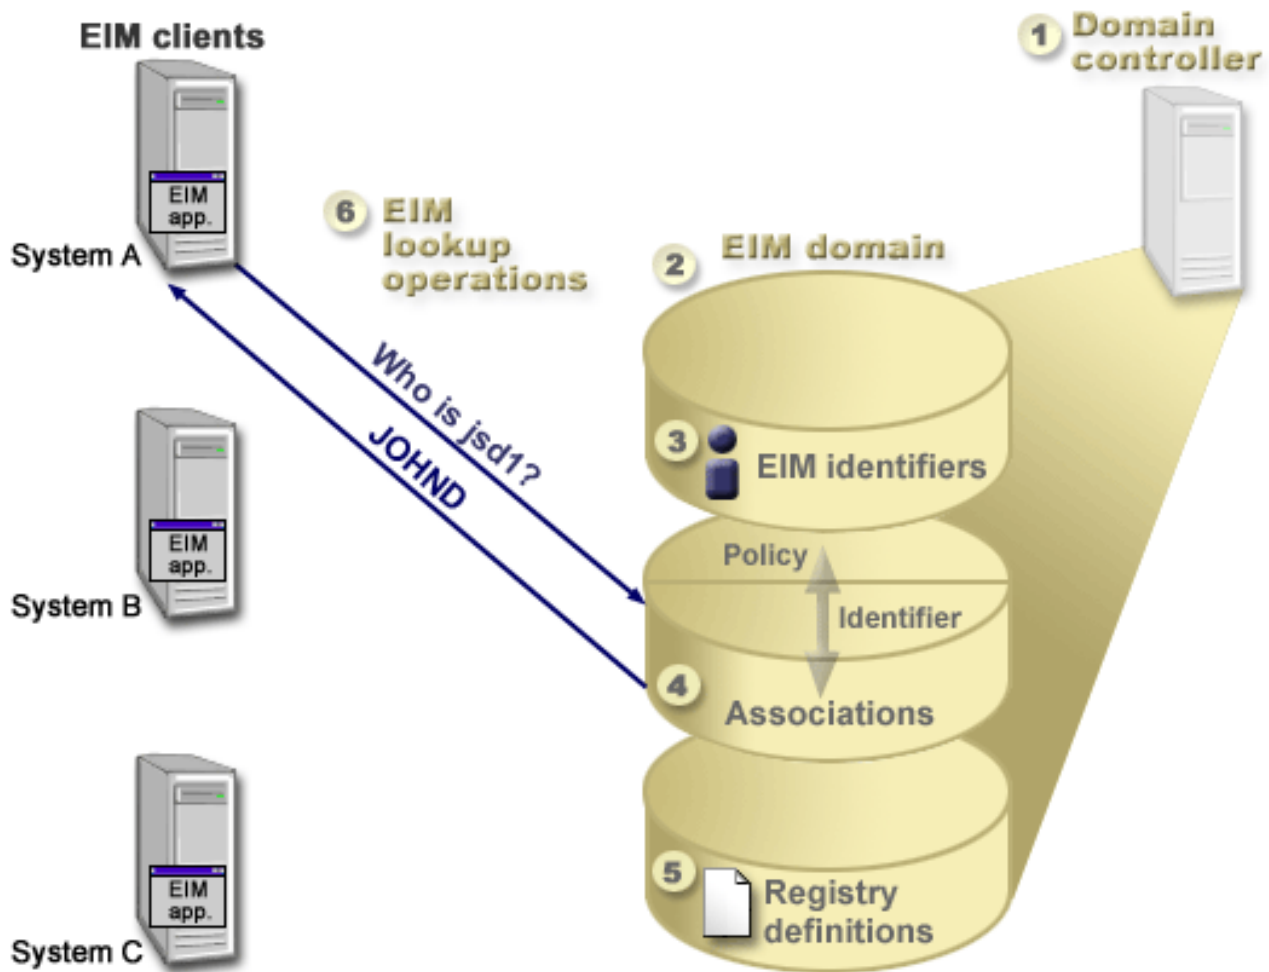 EIM clients
1 Domain
controller
EIM
app.
System A
6 EIM
lookup
operations
2 EIM domain
Who is jsd1?
JOHND
3 EIM identifiers
Policy
Identifier
EIM
app.
System B
4
Associations
5 Registry
definitions
EIM
app.
System C